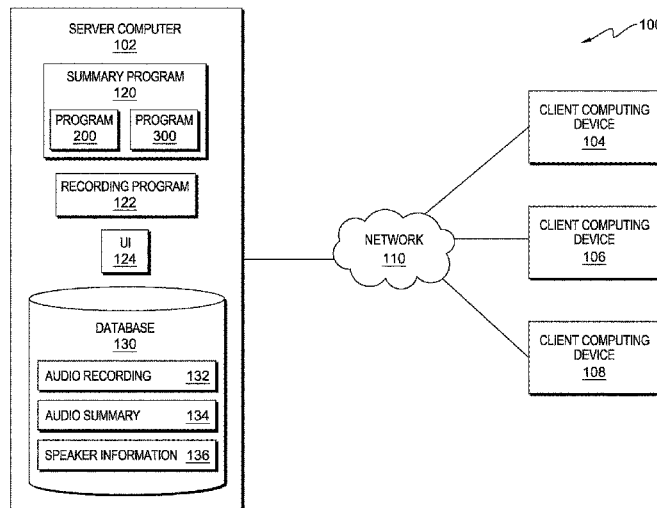 SERVER COMPUTER
102
SUMMARY PROGRAM
120
PROGRAM
200
PROGRAM
300
RECORDING PROGRAM
122
UI
124
DATABASE
130
AUDIO RECORDING 132
AUDIO SUMMARY 134
SPEAKER INFORMATION 136
NETWORK
110
100
CLIENT COMPUTING
DEVICE
104
CLIENT COMPUTING
DEVICE
106
CLIENT COMPUTING
DEVICE
108